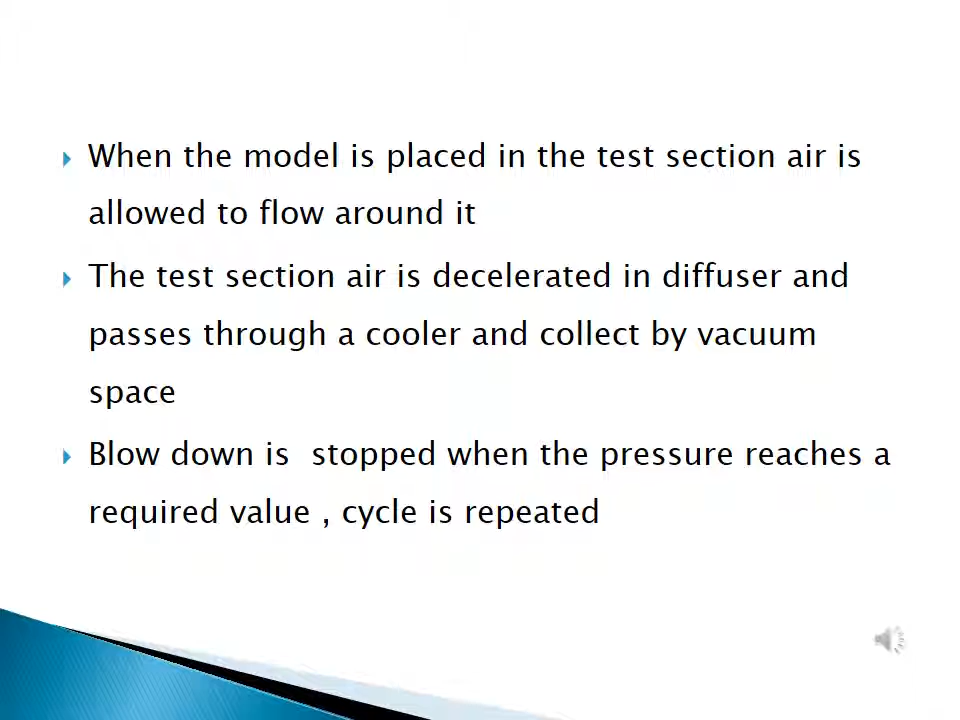 When the model is placed in the test section air is
allowed to flow around it
The test section air is decelerated in diffuser and
passes through a cooler and collect by vacuum
space
Blow down is  stopped when the pressure reaches a
required value , cycle is repeated